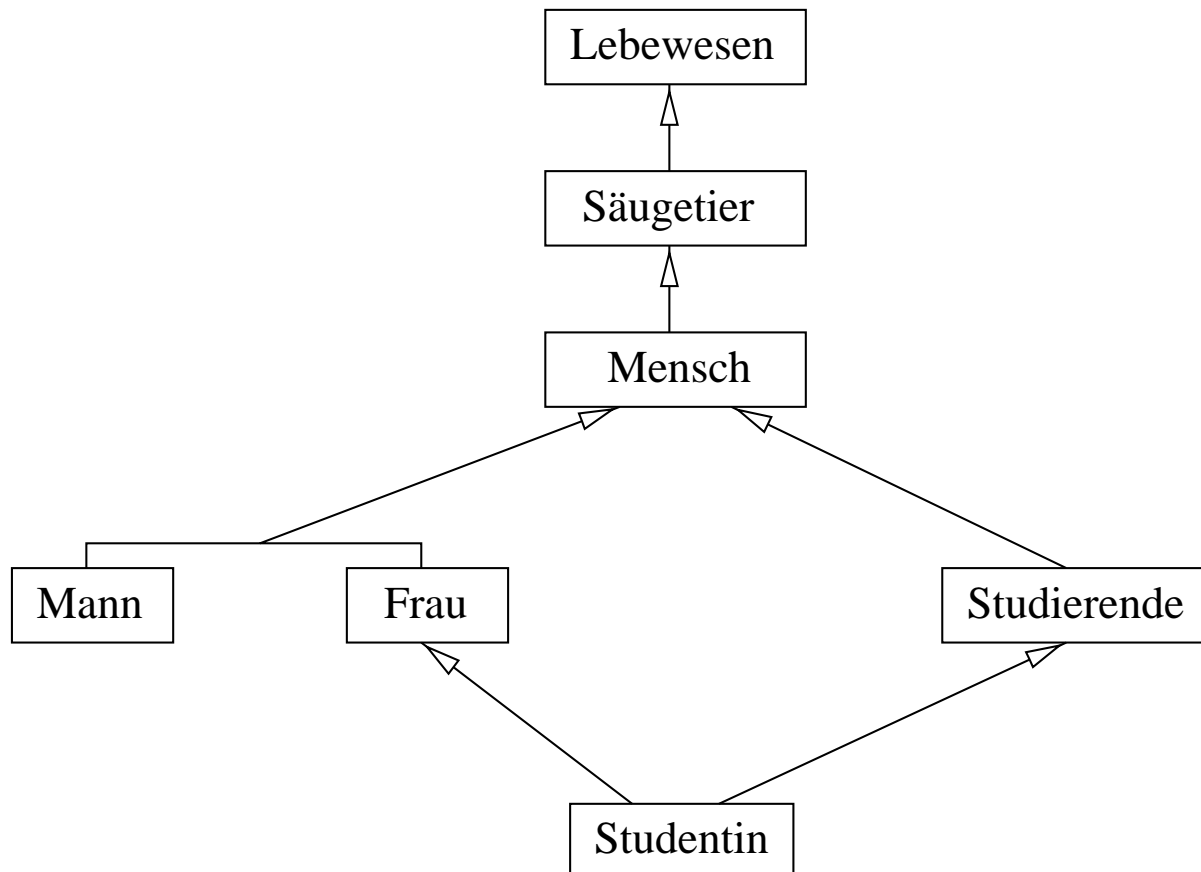 Lebewesen
Säugetier
Mensch
Mann
Frau
Studierende
Studentin